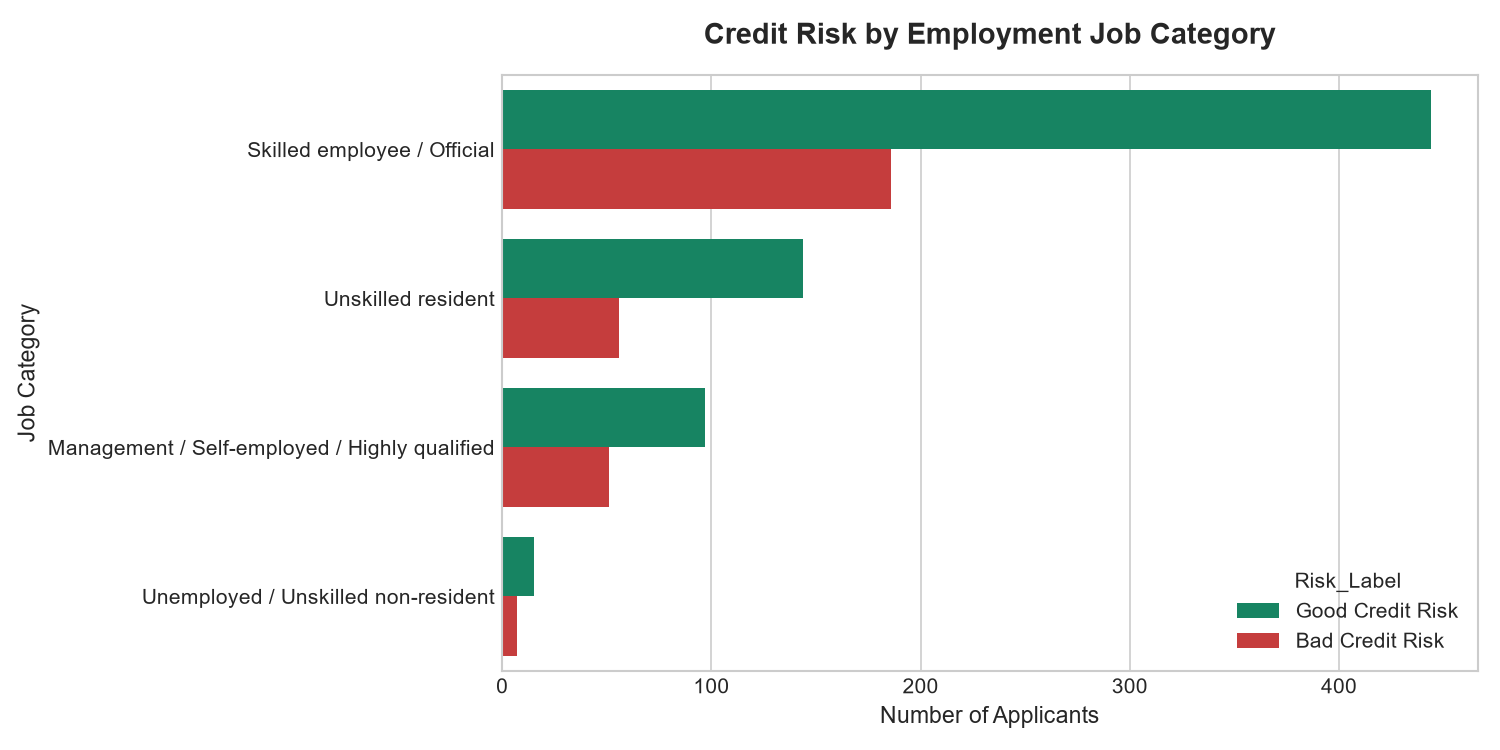 Credit Risk by Employment Job Category
Job Category
Skilled employee / Official
Unskilled resident
Management / Self-employed / Highly qualified
Unemployed / Unskilled non-resident
Risk_Label
Good Credit Risk
Bad Credit Risk
0 100 200 300 400
Number of Applicants